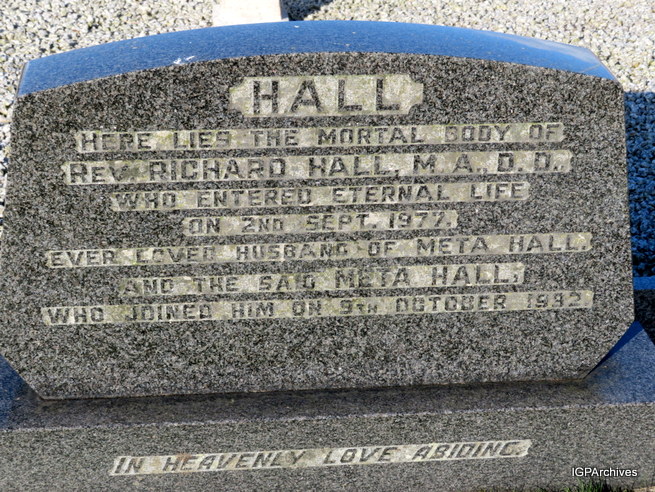 HALL
HERE LIES THE MORTAL BODY OF
REV. RICHARD HALL, M.A., D.D.,
WHO ENTERED ETERNAL LIFE
ON 2ND SEPT. 1977.
EVER LOVED HUSBAND OF META HALL.
AND THE SAID META HALL,
WHO JOINED HIM ON 9TH OCTOBER 1992
IN HEAVENLY LOVE ABIDING.
IGPArchives